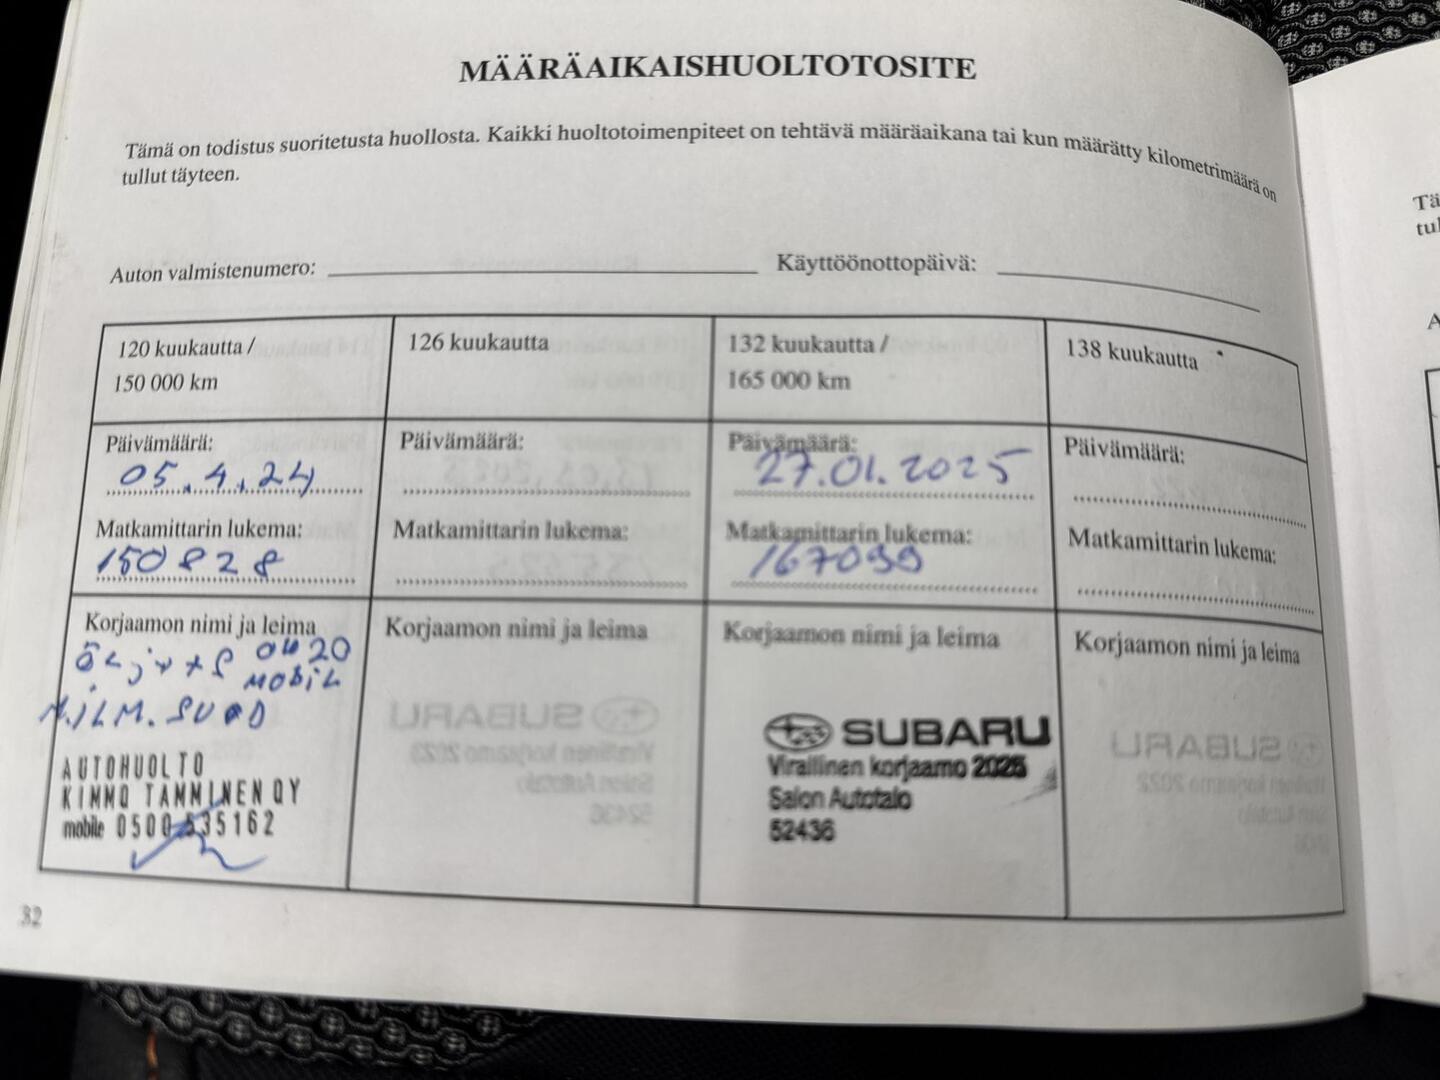 MÄÄRÄAIKAISHUOLTOTOSITE
Tämä on todistus suoritetusta huollosta. Kaikki huoltotoimenpiteet on tehtävä määräaikana tai kun määrätty kilometrimäärä on
tullut täyteen.
Auton valmistenumero:
Käyttöönottopäivä:
120 kuukautta /
150 000 km
Päivämäärä:
05.4.24
Matkamittarin lukema:
150828
Korjaamon nimi ja leima
0W20
MOBIL
AUTOHUOLTO
KIMMO TAMMINEN OY
mobile 0500 535162
126 kuukautta
Päivämäärä:
Matkamittarin lukema:
Korjaamon nimi ja leima
132 kuukautta /
165 000 km
Päivämäärä:
27.01.2025
Matkamittarin lukema:
167099
Korjaamon nimi ja leima
SUBARU
Virallinen korjaamo 2025
Salon Autotalo
52436
138 kuukautta
Päivämäärä:
Matkamittarin lukema:
Korjaamon nimi ja leima
32
Tä
tul
A